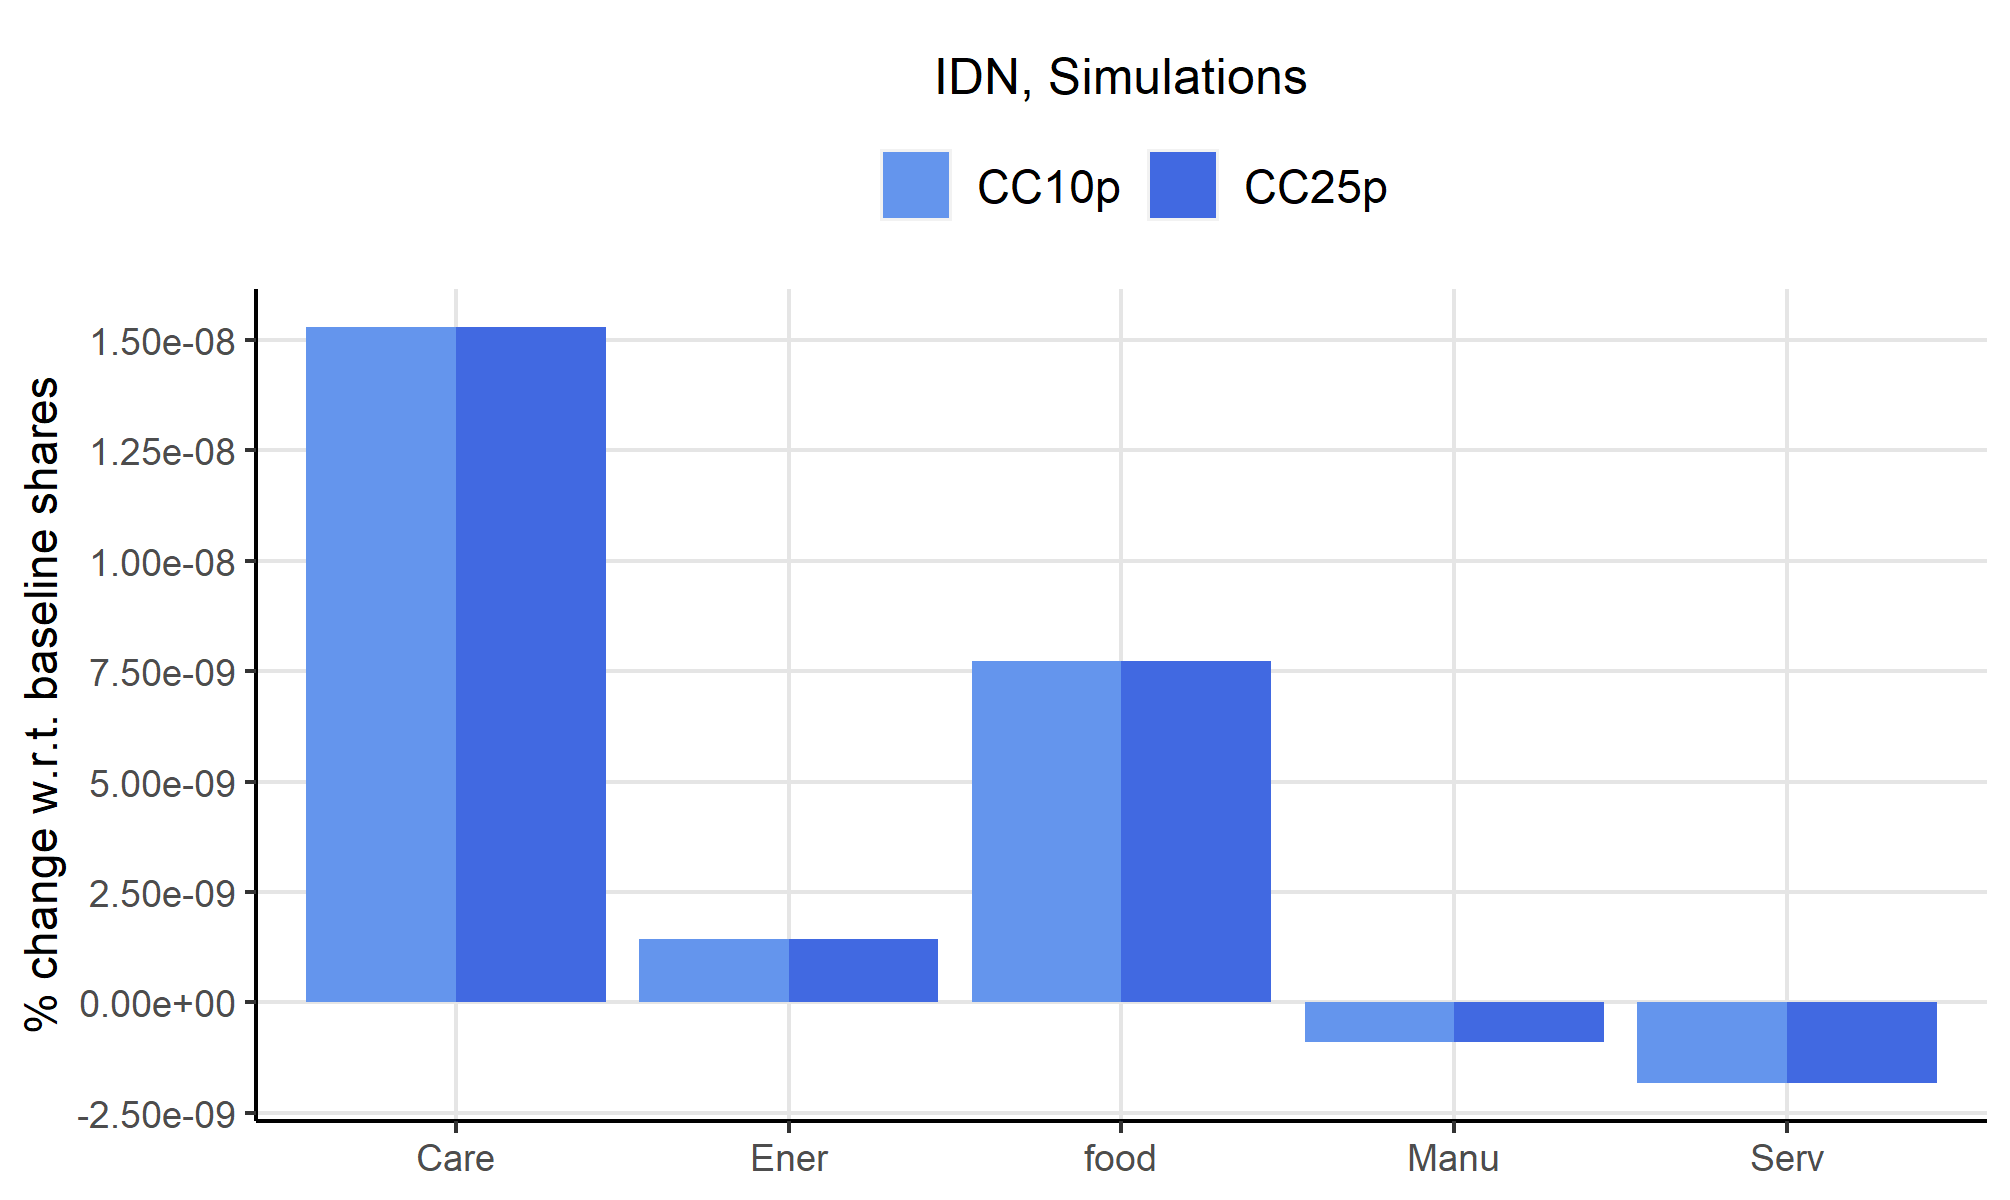 IDN, Simulations
CC10p CC25p
% change w.r.t. baseline shares
1.50e-08
1.25e-08
1.00e-08
7.50e-09
5.00e-09
2.50e-09
0.00e+00
-2.50e-09
Care Ener food Manu Serv